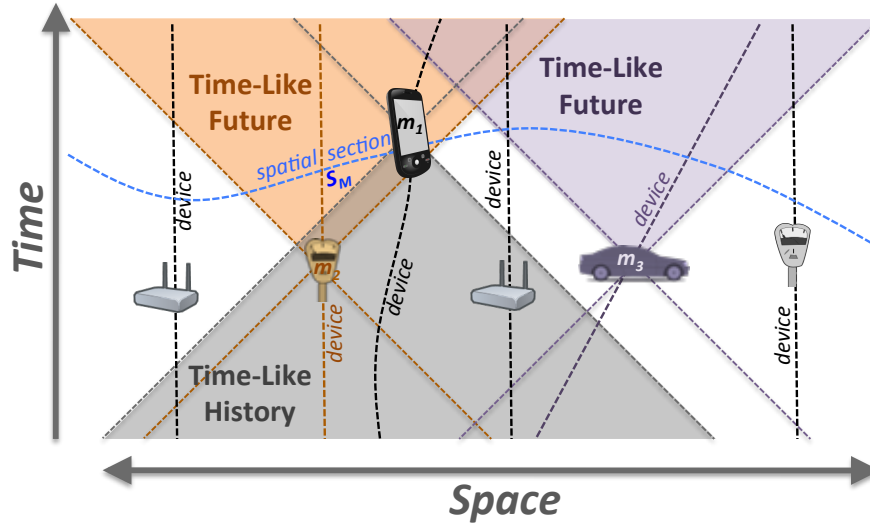 Time-Like
Future
Time-Like
Future
m1
spatial section
SM
device
device
device
device
m2
m3
device
device
Time-Like
History
Time
Space